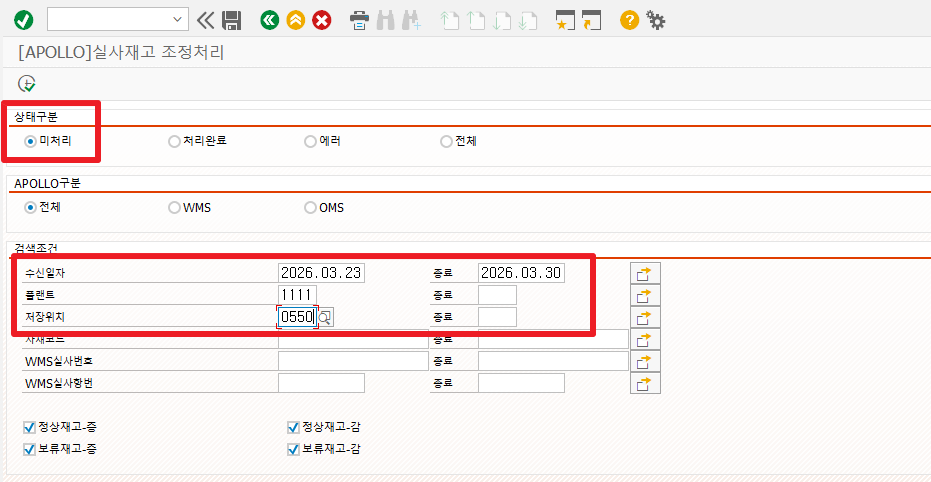 [APOLLO]실사재고 조정처리
상태구분
미처리 처리완료 에러 전체
APOLLO구분
전체 WMS OMS
검색조건
수신일자 2026.03.23 종료 2026.03.30
플랜트 1111 종료
저장위치 0550 종료
자재코드 종료
WMS실사번호 종료
WMS실사항번 종료
정상재고-증 정상재고-감
보류재고-증 보류재고-감